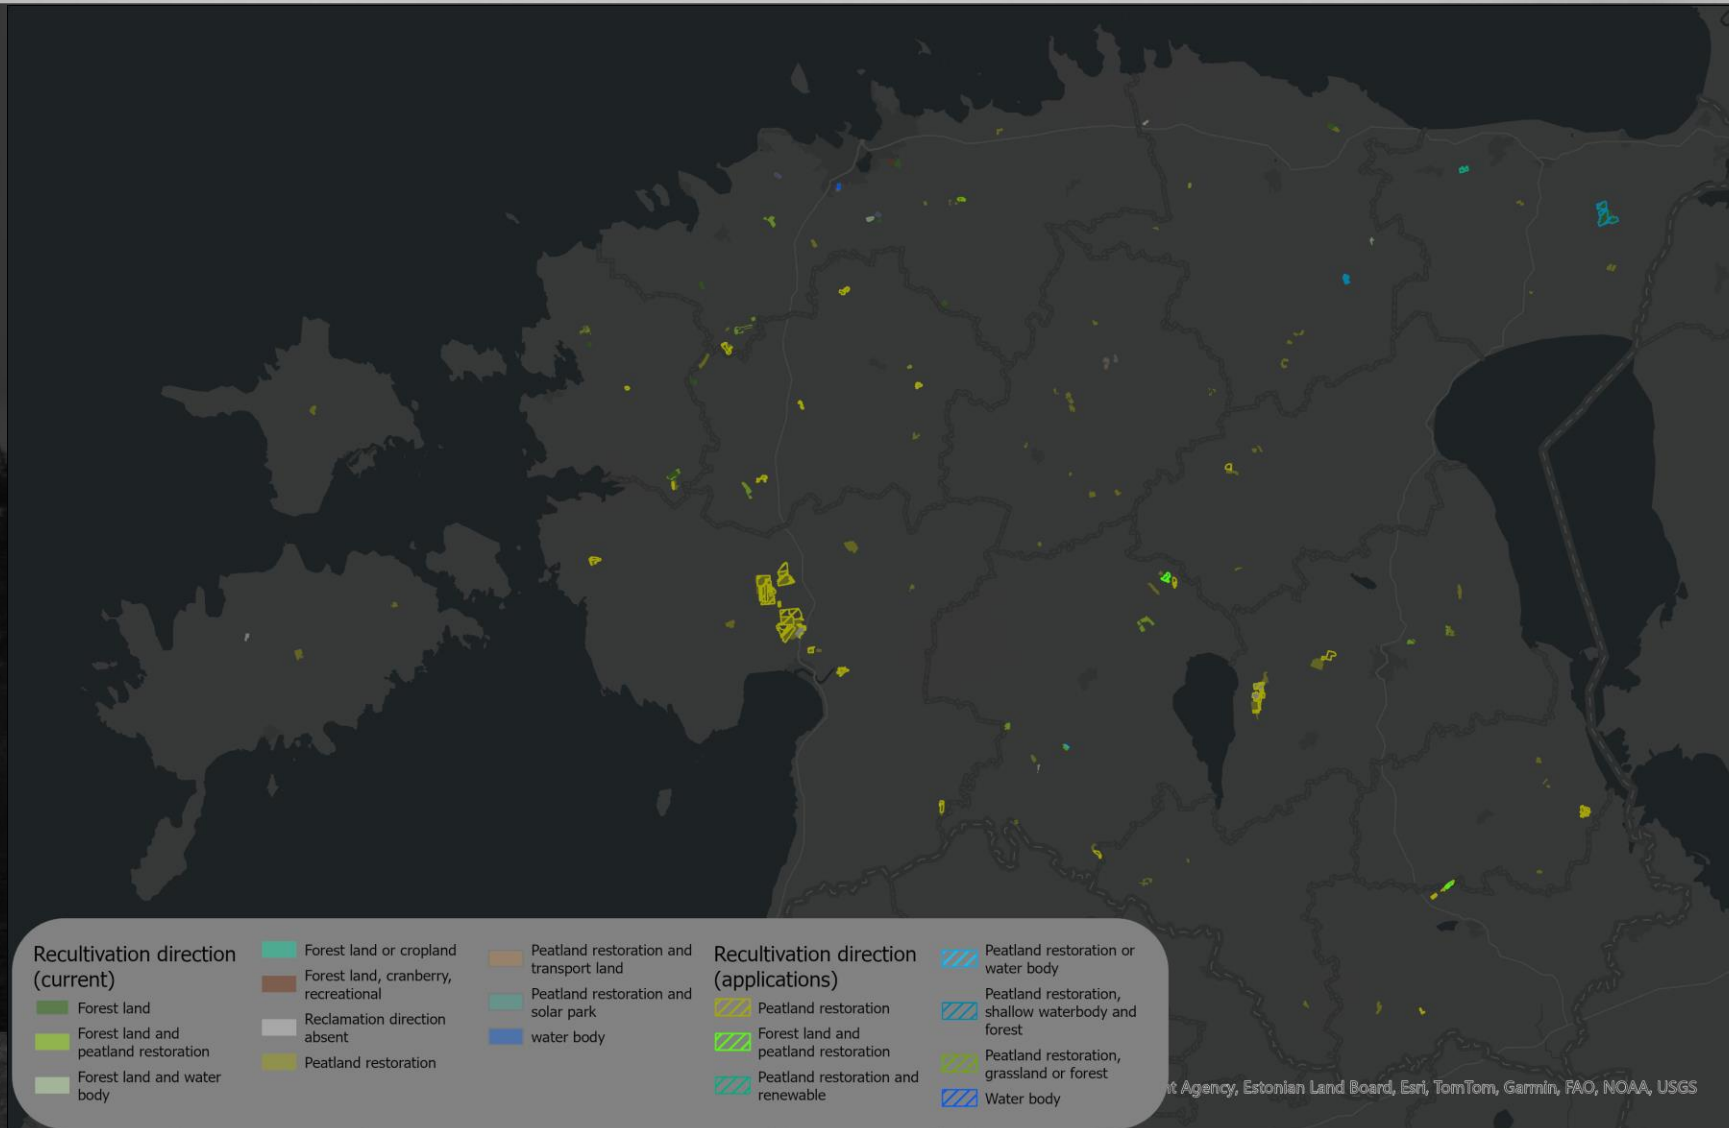 Recultivation direction
(current)
Forest land
Forest land and
peatland restoration
Forest land and water
body
Forest land or cropland
Forest land, cranberry,
recreational
Reclamation direction
absent
Peatland restoration
Peatland restoration and
transport land
Peatland restoration and
solar park
water body
Recultivation direction
(applications)
Peatland restoration
Forest land and
peatland restoration
Peatland restoration and
renewable
Peatland restoration or
water body
Peatland restoration,
shallow waterbody and
forest
Peatland restoration,
grassland or forest
Water body
Agency, Estonian Land Board, Esri, TomTom, Garmin, FAO, NOAA, USGS